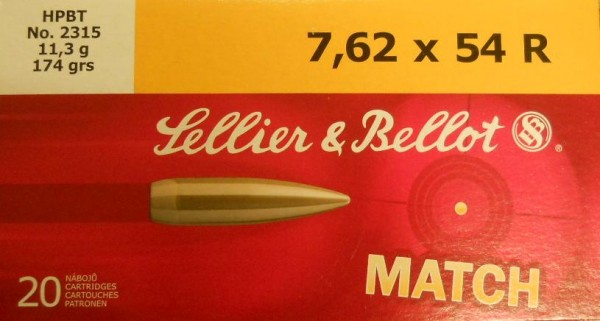 HPBT
No. 2315
11,3 g
174 grs
7,62 x 54 R
Sellier & Bellot
MATCH
20
NÁBOJŮ
CARTRIDGES
CARTOUCHES
PATRONEN